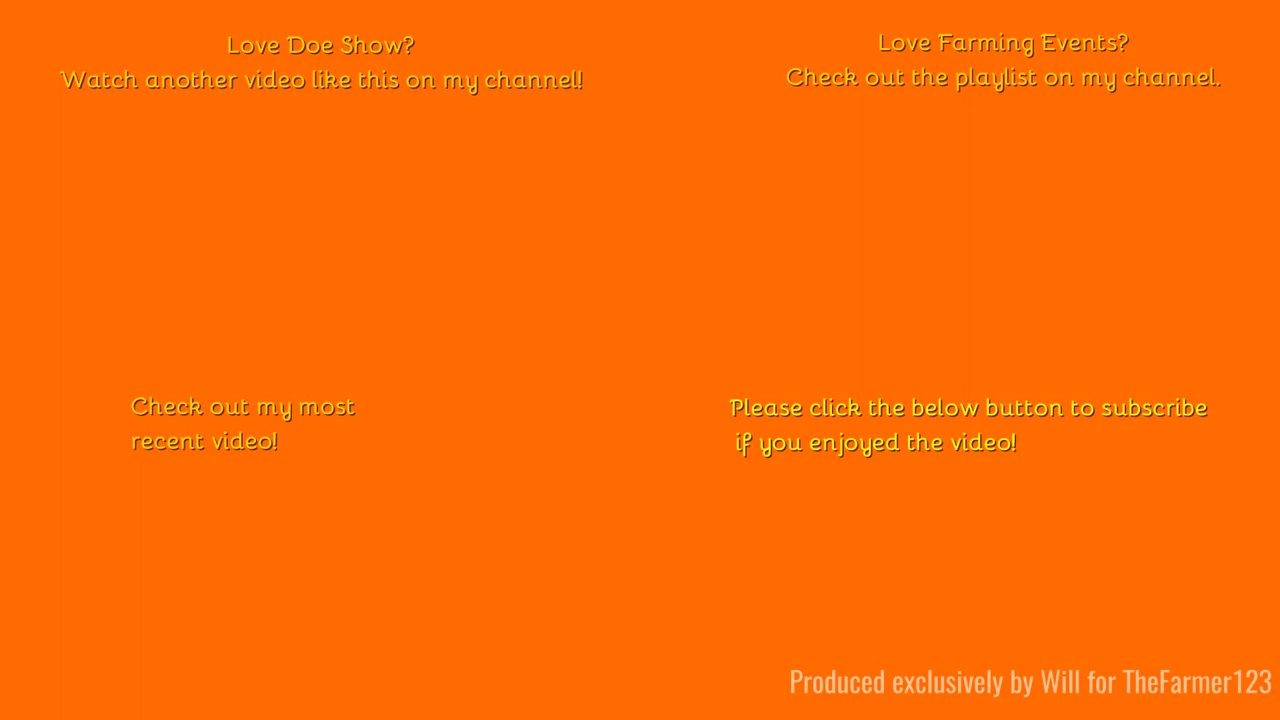 Love Doe Show?
Watch another video like this on my channel!
Love Farming Events?
Check out the playlist on my channel.
Check out my most
recent video!
Please click the below button to subscribe
if you enjoyed the video!
Produced exclusively by Will for TheFarmer123